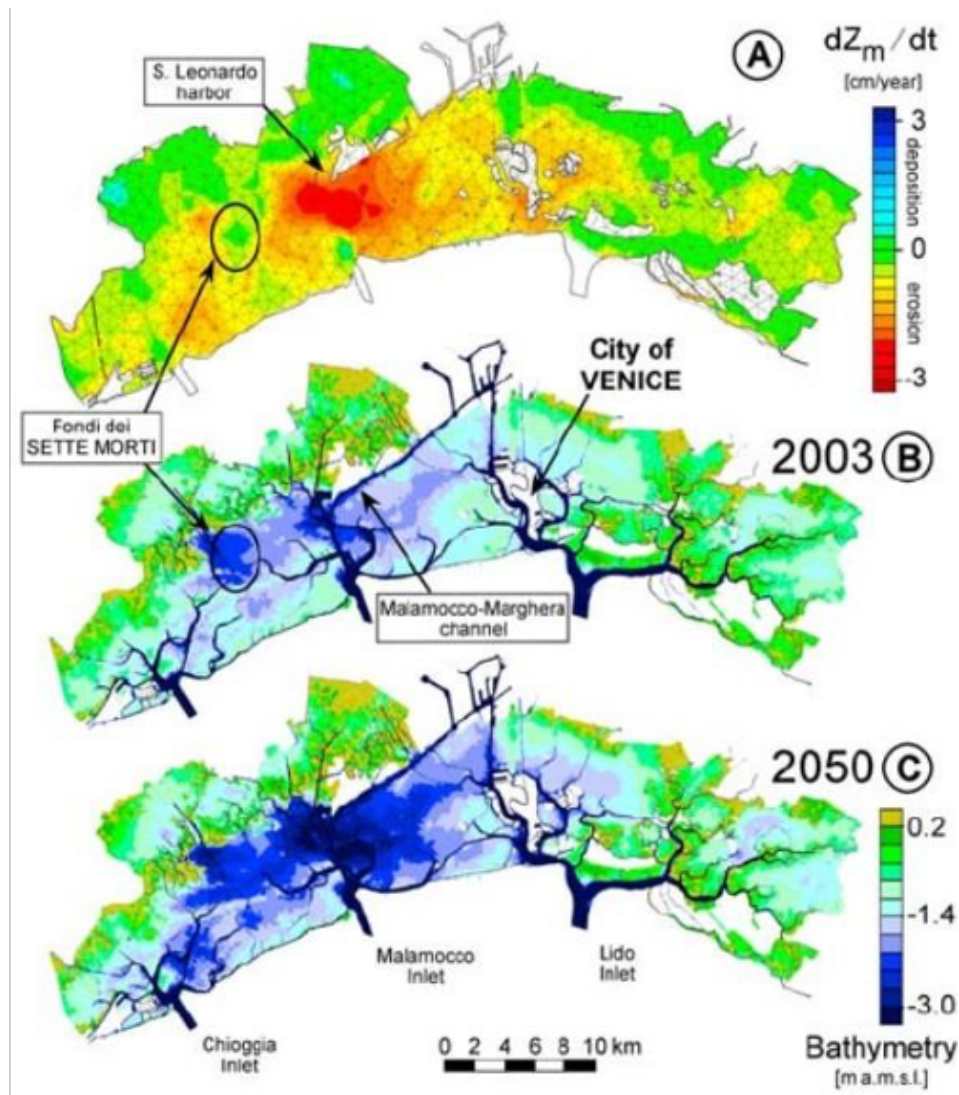 A
dZm/dt
[cm/year]
S. Leonardo
harbor
3
deposition
0
erosion
-3
City of
VENICE
Fondi dei
SETTE MORTI
2003 B
Malamocco-Marghera
channel
2050 C
0.2
-1.4
-3.0
Malamocco
Inlet
Lido
Inlet
Chioggia
Inlet
0 2 4 6 8 10 km
Bathymetry
[m a.m.s.l.]